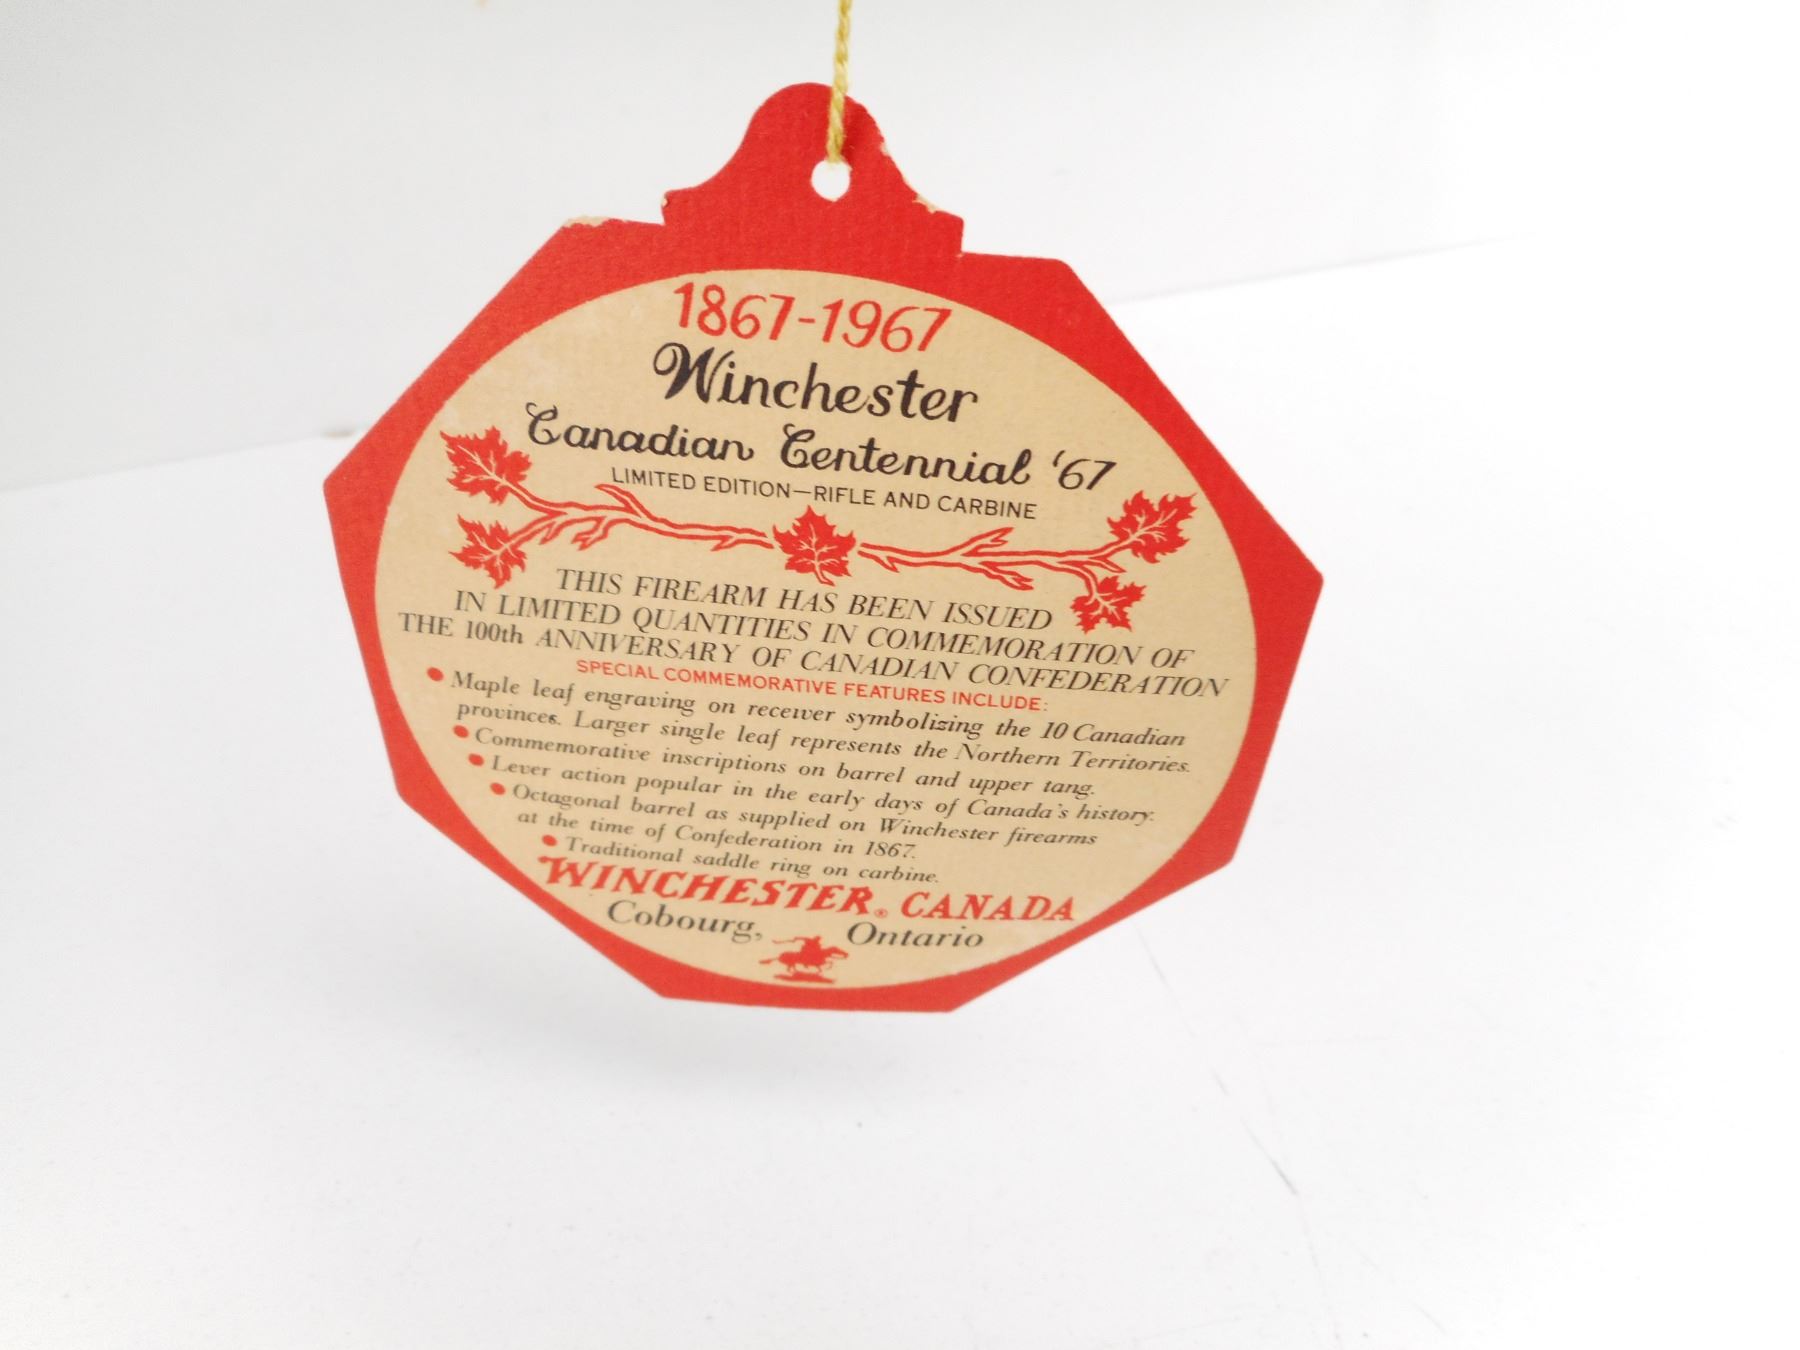 1867-1967
Winchester
Canadian Centennial '67
LIMITED EDITION—RIFLE AND CARBINE
THIS FIREARM HAS BEEN ISSUED
IN LIMITED QUANTITIES IN COMMEMORATION OF
THE 100th ANNIVERSARY OF CANADIAN CONFEDERATION
SPECIAL COMMEMORATIVE FEATURES INCLUDE:
• Maple leaf engraving on receiver symbolizing the 10 Canadian
provinces. Larger single leaf represents the Northern Territories.
• Commemorative inscriptions on barrel and upper tang.
• Lever action popular in the early days of Canada's history.
• Octagonal barrel as supplied on Winchester firearms
at the time of Confederation in 1867.
• Traditional saddle ring on carbine.
WINCHESTER® CANADA
Cobourg, Ontario